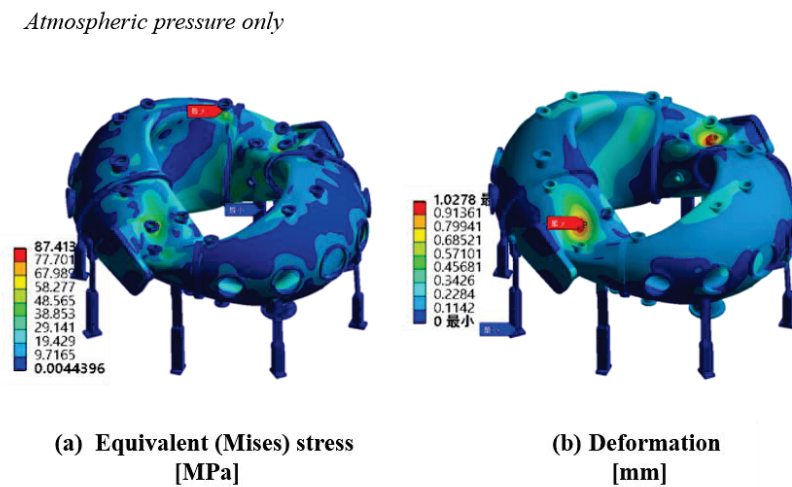 Atmospheric pressure only
87.413
77.701
67.989
58.277
48.565
38.853
29.141
19.429
9.7165
0.0044396
1.0278 最
0.91361
0.79941
0.68521
0.57101
0.45681
0.3426
0.2284
0.1142
0 最小
(a) Equivalent (Mises) stress
[MPa]
(b) Deformation
[mm]